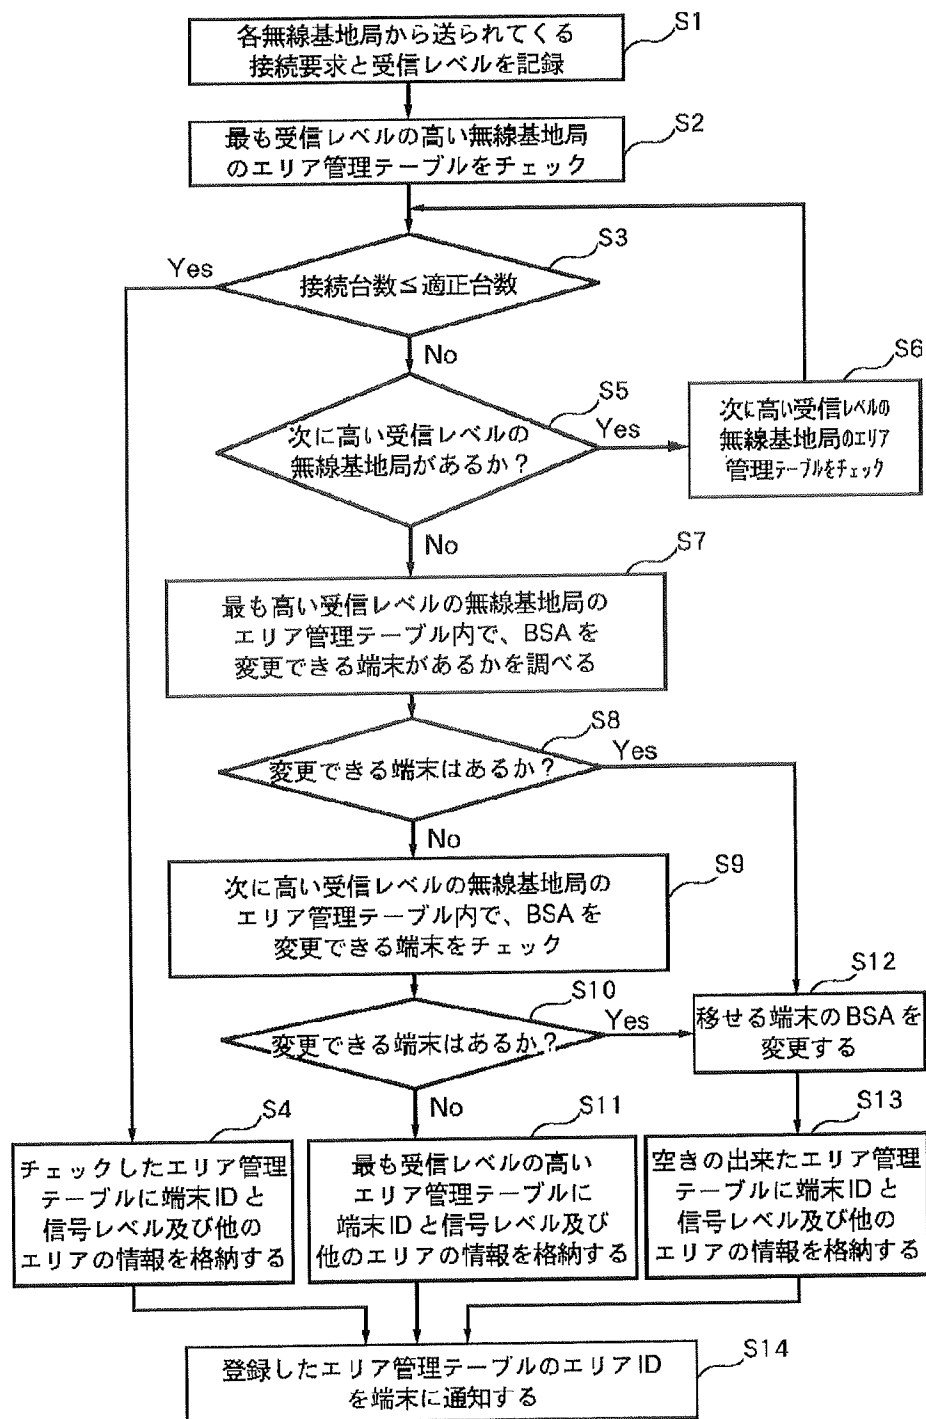 S1
各無線基地局から送られてくる
接続要求と受信レベルを記録
S2
最も受信レベルの高い無線基地局
のエリア管理テーブルをチェック
S3
Yes
接続台数≦適正台数
No
S6
次に高い受信レベルの
無線基地局のエリア
管理テーブルをチェック
S5
Yes
次に高い受信レベルの
無線基地局があるか？
No
S7
最も高い受信レベルの無線基地局の
エリア管理テーブル内で、BSAを
変更できる端末があるかを調べる
S8
Yes
変更できる端末はあるか？
No
S9
次に高い受信レベルの無線基地局の
エリア管理テーブル内で、BSAを
変更できる端末をチェック
S10
Yes
変更できる端末はあるか？
No
S12
移せる端末のBSAを
変更する
S4
チェックしたエリア管理
テーブルに端末IDと
信号レベル及び他の
エリアの情報を格納する
S11
最も受信レベルの高い
エリア管理テーブルに
端末IDと信号レベル及び
他のエリアの情報を格納する
S13
空きの出来たエリア管理
テーブルに端末IDと
信号レベル及び他の
エリアの情報を格納する
S14
登録したエリア管理テーブルのエリアID
を端末に通知する